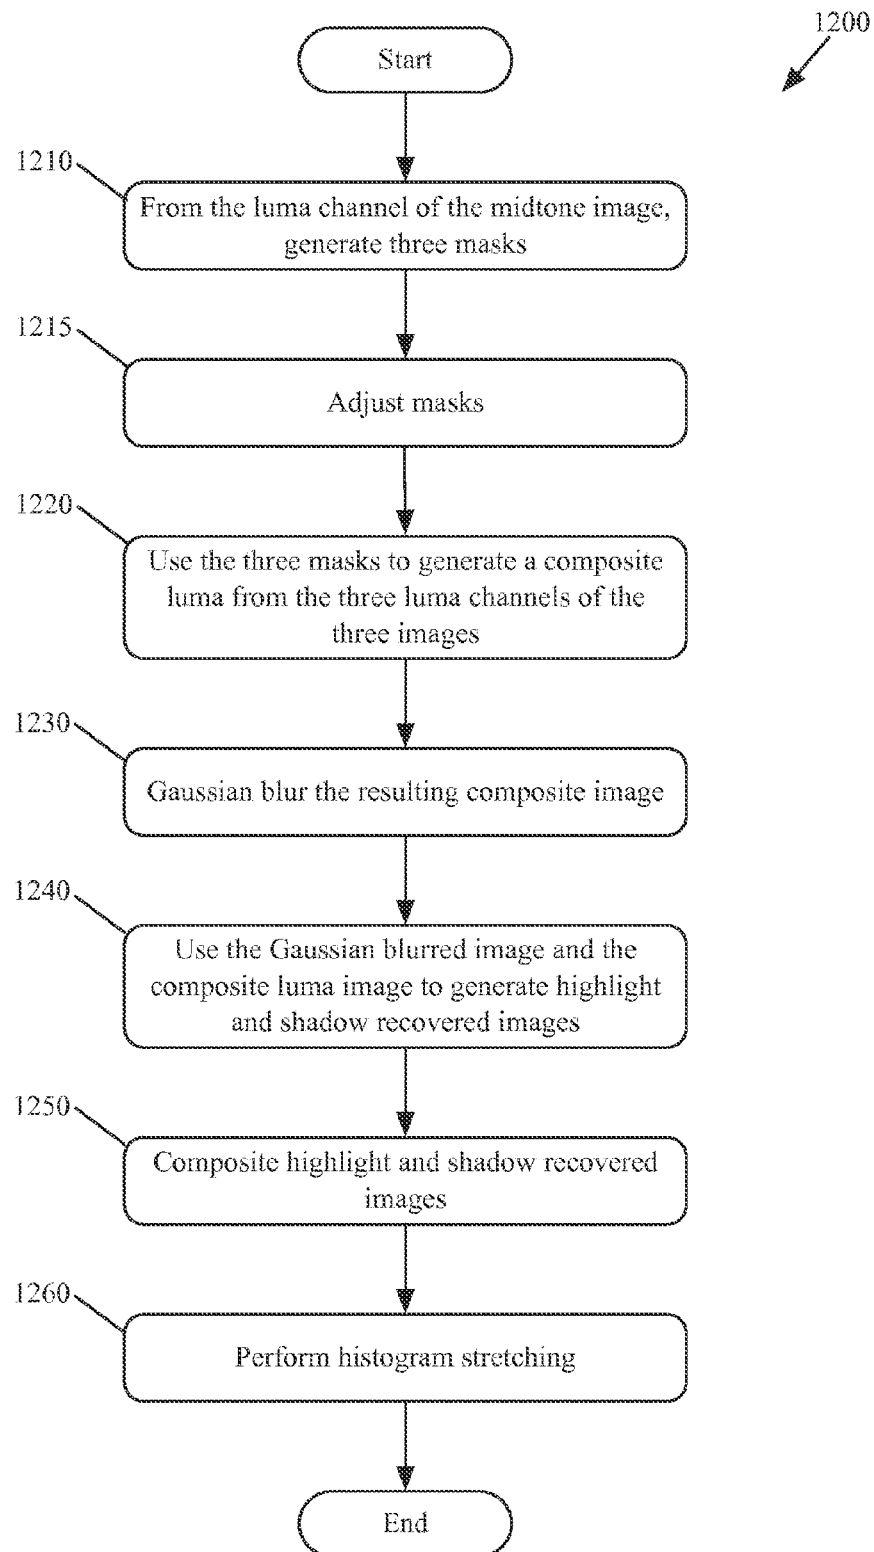 1200
Start
1210
From the luma channel of the midtone image,
generate three masks
1215
Adjust masks
1220
Use the three masks to generate a composite
luma from the three luma channels of the
three images
1230
Gaussian blur the resulting composite image
1240
Use the Gaussian blurred image and the
composite luma image to generate highlight
and shadow recovered images
1250
Composite highlight and shadow recovered
images
1260
Perform histogram stretching
End